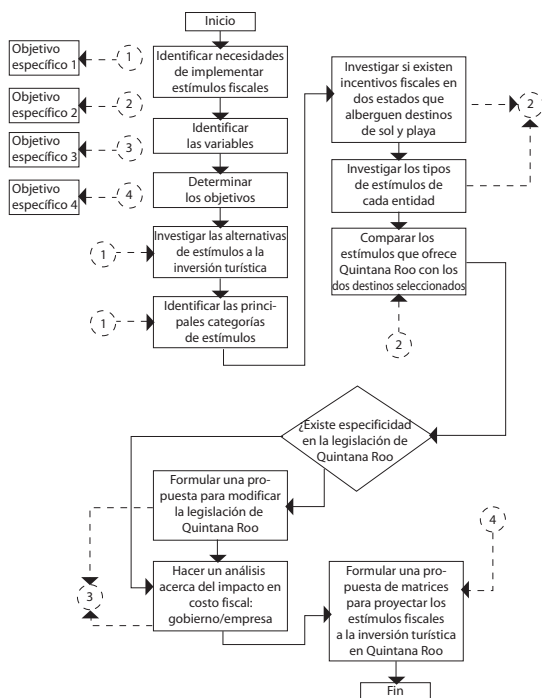 Inicio
Objetivo
específico 1
1
Objetivo
específico 2
2
Objetivo
específico 3
3
Objetivo
específico 4
4
Identificar necesidades
de implementar
estímulos fiscales
Identificar
las variables
Determinar
los objetivos
Investigar las alternativas
de estímulos a la
inversión turística
1
Identificar las princi-
pales categorías
de estímulos
1
Investigar si existen
incentivos fiscales en
dos estados que
alberguen destinos
de sol y playa
2
Investigar los tipos
de estímulos de
cada entidad
Comparar los
estímulos que ofrece
Quintana Roo con los
dos destinos seleccionados
2
¿Existe especificidad
en la legislación de
Quintana Roo
Formular una pro-
puesta para modificar
la legislación de
Quintana Roo
3
Hacer un análisis
acerca del impacto en
costo fiscal:
gobierno/empresa
4
Formular una pro-
puesta de matrices
para proyectar los
estímulos fiscales
a la inversión turística
en Quintana Roo
Fin